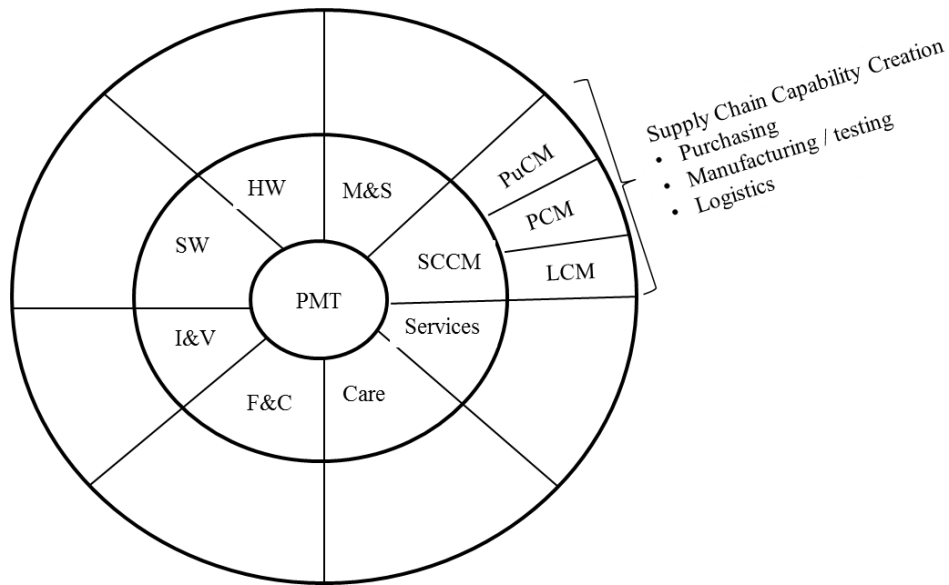 Supply Chain Capability Creation
• Purchasing
• Manufacturing / testing
• Logistics
PuCM
PCM
LCM
HW
M&S
SW
SCCM
PMT
I&V
Services
F&C
Care